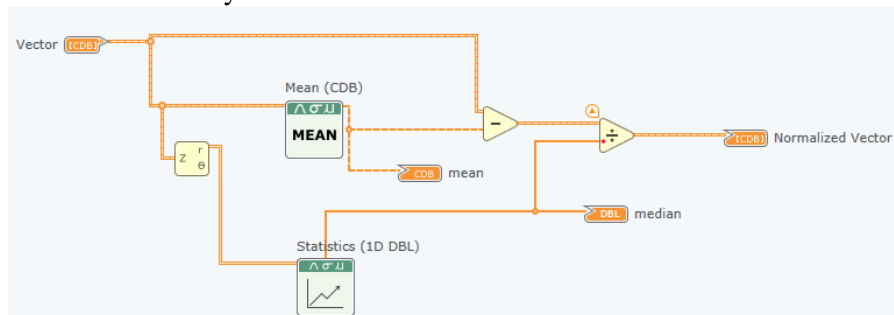 Vector [CDB]
Mean (CDB)
Λ σ μ
MEAN
z r θ
CDB mean
[CDB] Normalized Vector
DBL median
Statistics (1D DBL)
Λ σ μ